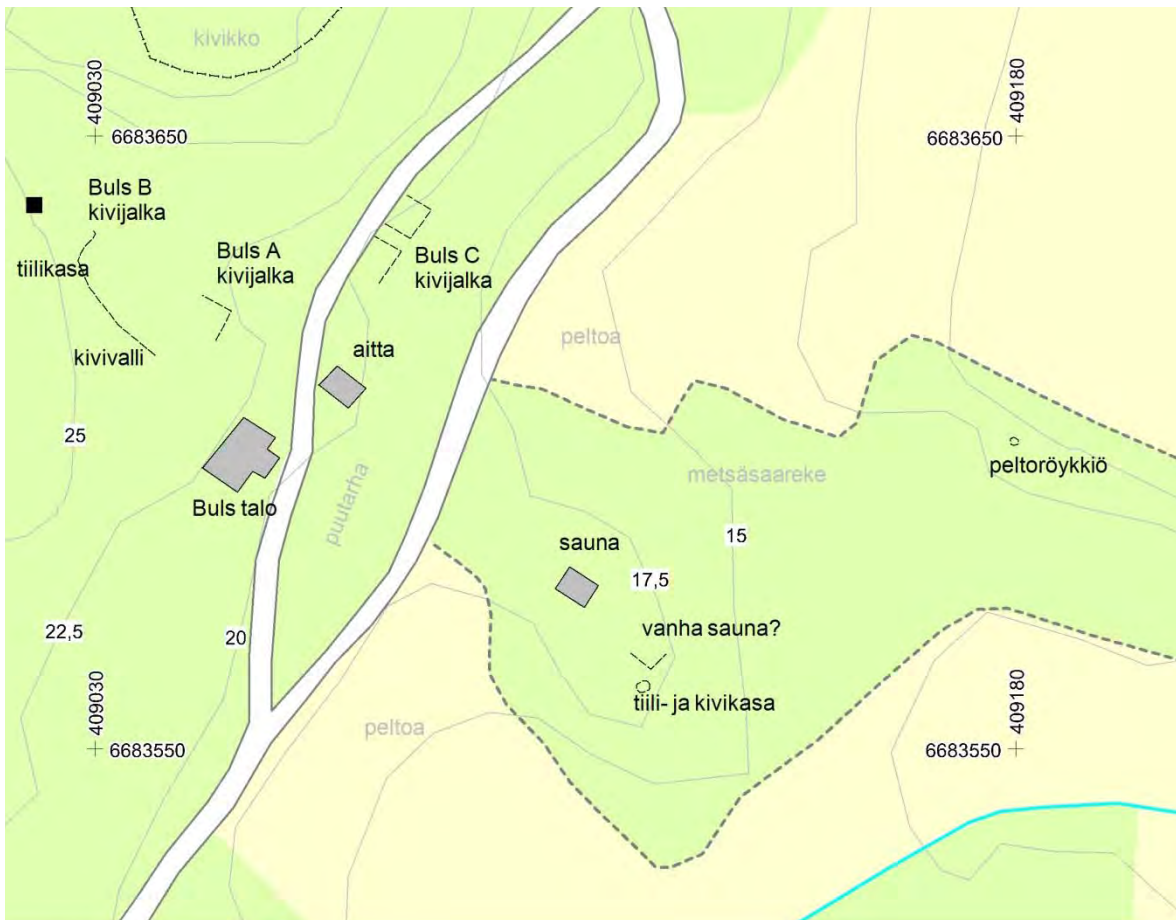 kivikko
409030
6683650
409180
6683650
Buls B
kivijalka
Buls A
kivijalka
Buls C
kivijalka
tiilikasa
kivivalli
aitta
peltoa
25
Buls talo
puutarha
metsäsaareke
peltoröykkiö
15
sauna
17,5
22,5
20
vanha sauna?
tiili- ja kivikasa
409030
6683550
peltoa
409180
6683550